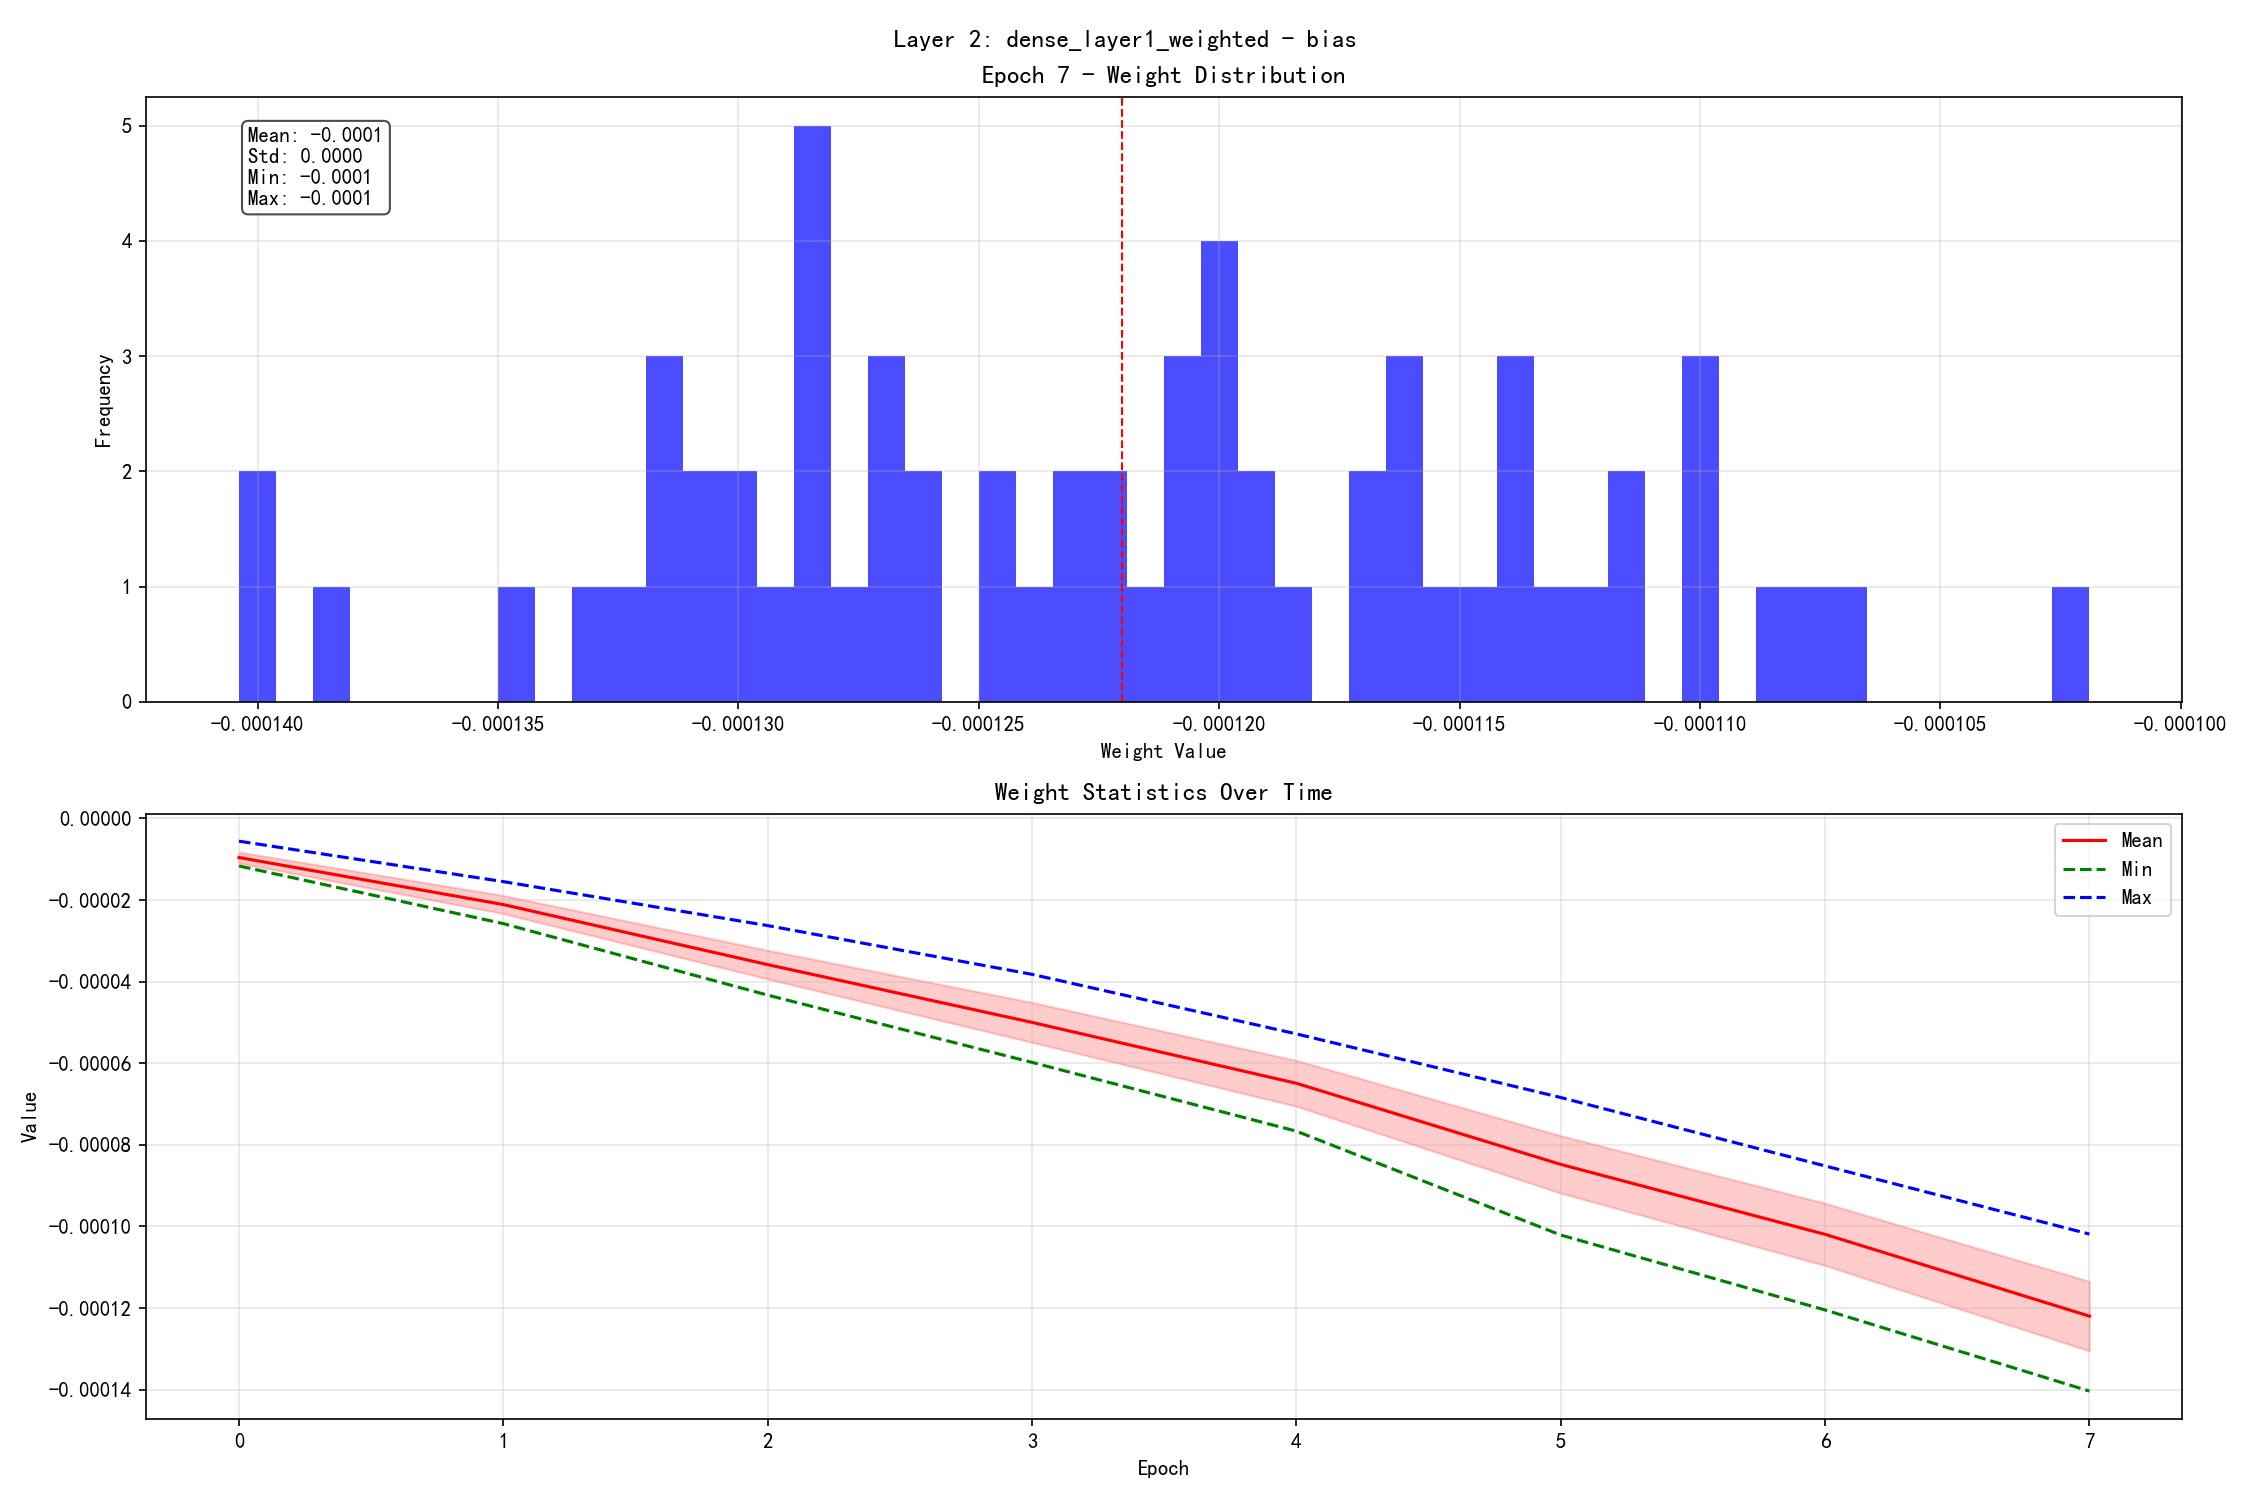 Layer 2: dense_layer1_weighted - bias
Epoch 7 - Weight Distribution
Mean: -0.0001
Std: 0.0000
Min: -0.0001
Max: -0.0001
5
4
3
2
1
0
Frequency
-0.000140 -0.000135 -0.000130 -0.000125 -0.000120 -0.000115 -0.000110 -0.000105 -0.000100
Weight Value
Weight Statistics Over Time
0.00000
-0.00002
-0.00004
-0.00006
-0.00008
-0.00010
-0.00012
-0.00014
Value
Mean
Min
Max
0 1 2 3 4 5 6 7
Epoch